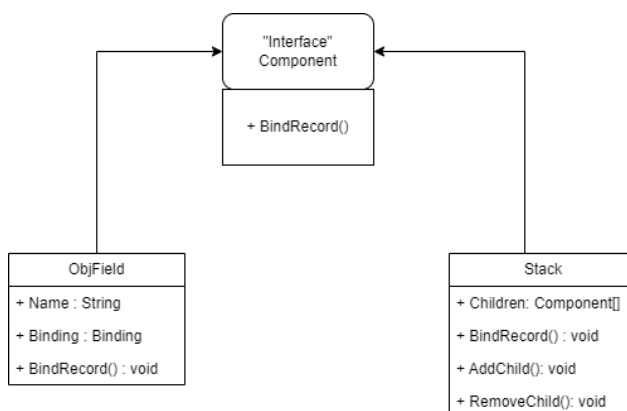 "Interface"
Component
+ BindRecord()
ObjField
+ Name : String
+ Binding : Binding
+ BindRecord() : void
Stack
+ Children: Component[]
+ BindRecord() : void
+ AddChild(): void
+ RemoveChild(): void